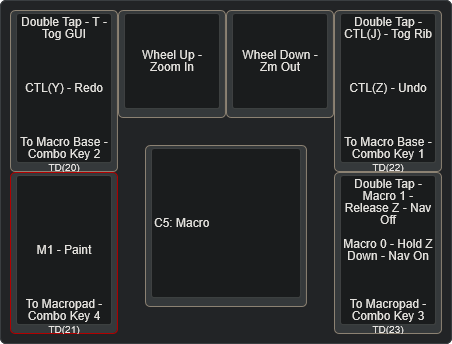 Double Tap - T -
Tog GUI
CTL(Y) - Redo
To Macro Base -
Combo Key 2
TD(20)
Wheel Up -
Zoom In
Wheel Down -
Zm Out
Double Tap -
CTL(J) - Tog Rib
CTL(Z) - Undo
To Macro Base -
Combo Key 1
TD(22)
M1 - Paint
To Macropad -
Combo Key 4
TD(21)
C5: Macro
Double Tap -
Macro 1 -
Release Z - Nav
Off
Macro 0 - Hold Z
Down - Nav On
To Macropad -
Combo Key 3
TD(23)